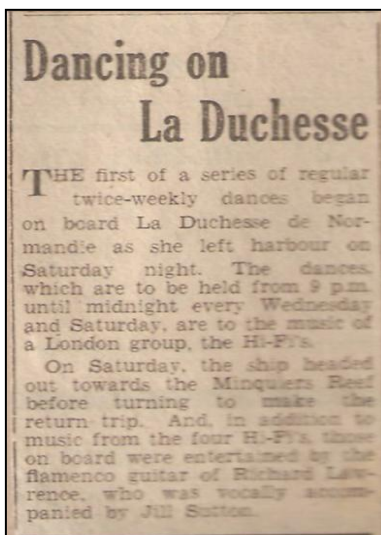 Dancing on
La Duchesse
THE first of a series of regular
twice-weekly dances began
on board La Duchesse de Nor-
mandie as she left harbour on
Saturday night. The dances,
which are to be held from 9 p.m.
until midnight every Wednesday
and Saturday, are to the music of
a London group, the Hi-Fi's.
On Saturday, the ship headed
out towards the Minquiers Reef
before turning to make the
return trip. And, in addition to
music from the four Hi-Fi's, those
on board were entertained by the
flamenco guitar of Richard Law-
rence, who was vocally accom-
panied by Jill Sutton.